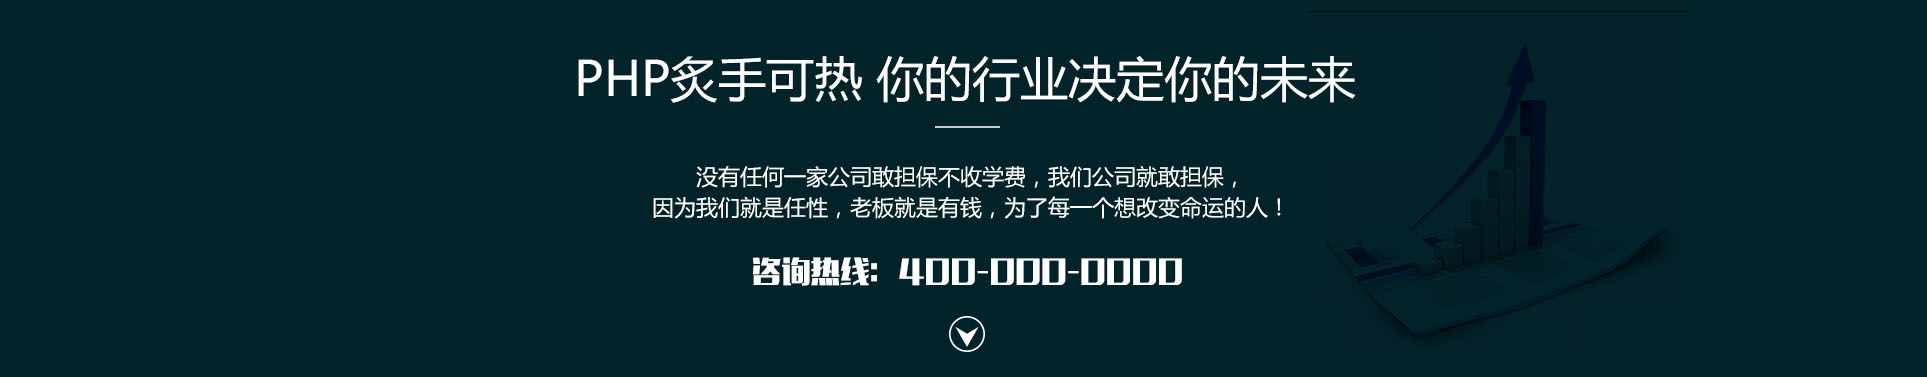 PHP炙手可热 你的行业决定你的未来
没有任何一家公司敢担保不收学费，我们公司就敢担保，
因为我们就是任性，老板就是有钱，为了每一个想改变命运的人！
咨询热线：400-000-0000